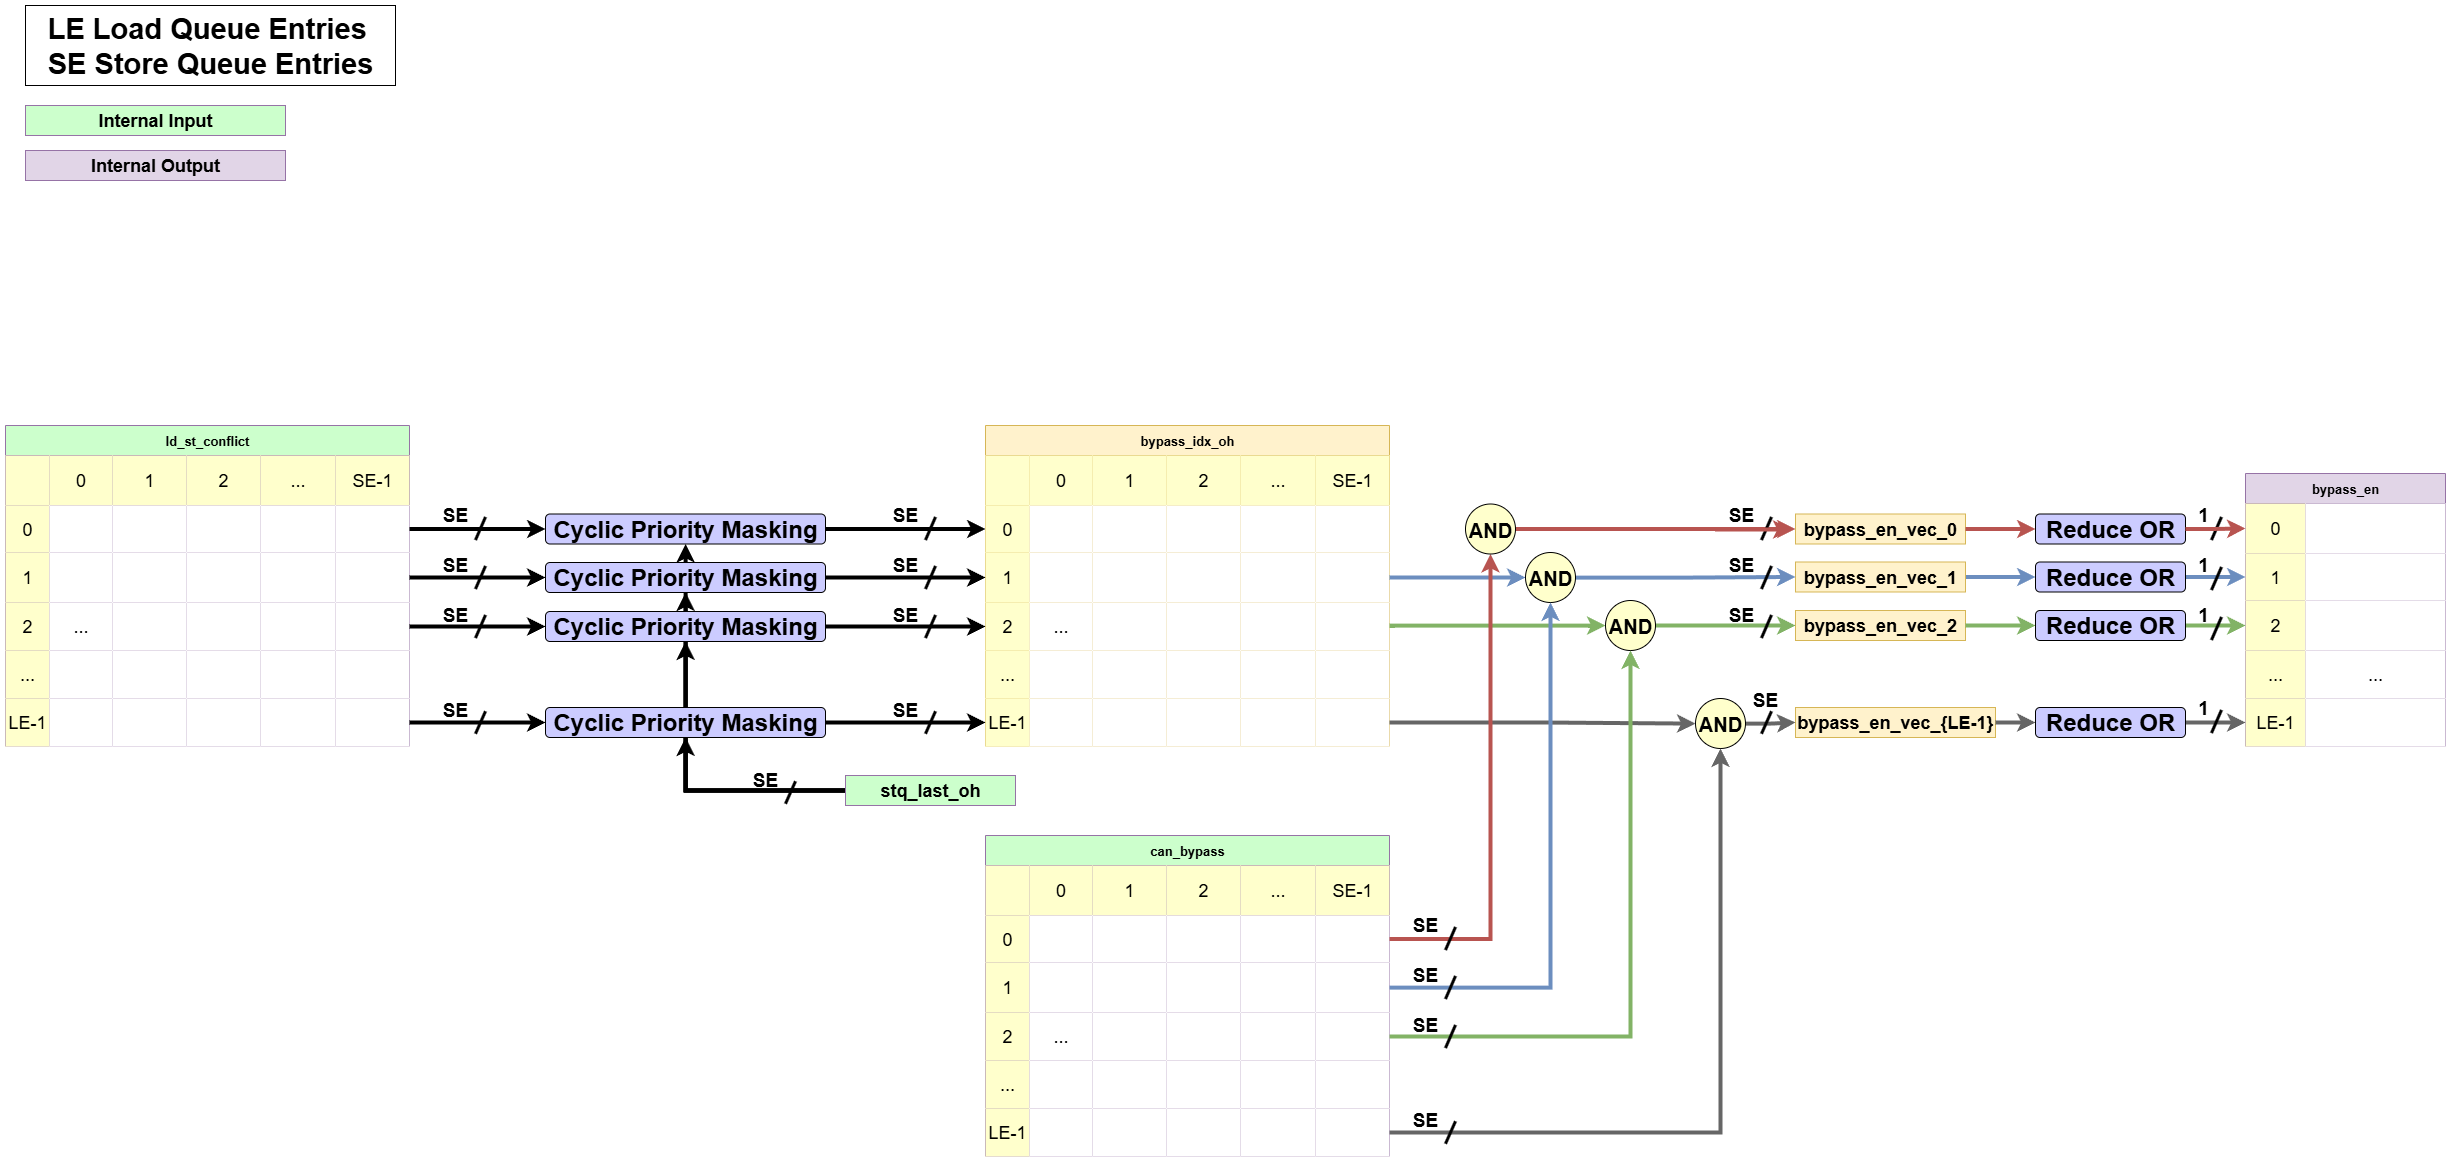 LE Load Queue Entries
SE Store Queue Entries
Internal Input
Internal Output
ld_st_conflict
0 1 2 ... SE-1
0
1
2 ...
...
LE-1
SE
SE
SE
SE
Cyclic Priority Masking
Cyclic Priority Masking
Cyclic Priority Masking
Cyclic Priority Masking
SE
stq_last_oh
SE
SE
SE
SE
bypass_idx_oh
0 1 2 ... SE-1
0
1
2 ...
...
LE-1
can_bypass
0 1 2 ... SE-1
0
1
2 ...
...
LE-1
SE
SE
SE
SE
AND
AND
AND
AND
SE
SE
SE
SE
bypass_en_vec_0
bypass_en_vec_1
bypass_en_vec_2
bypass_en_vec_{LE-1}
Reduce OR
Reduce OR
Reduce OR
Reduce OR
1
1
1
1
bypass_en
0
1
2
... ...
LE-1